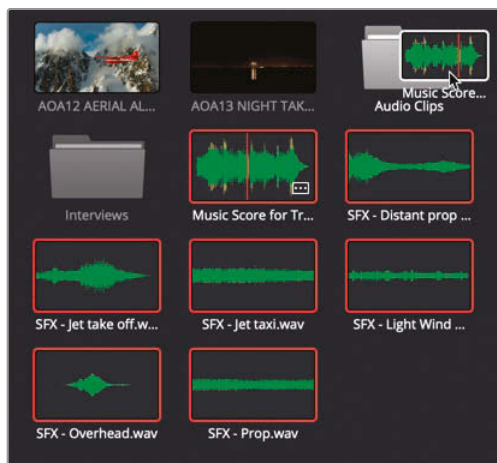 AOA12 AERIAL AL...
AOA13 NIGHT TAK...
Music Score...
Audio Clips
Interviews
Music Score for Tr...
SFX - Distant prop ...
SFX - Jet take off.w...
SFX - Jet taxi.wav
SFX - Light Wind ...
SFX - Overhead.wav
SFX - Prop.wav